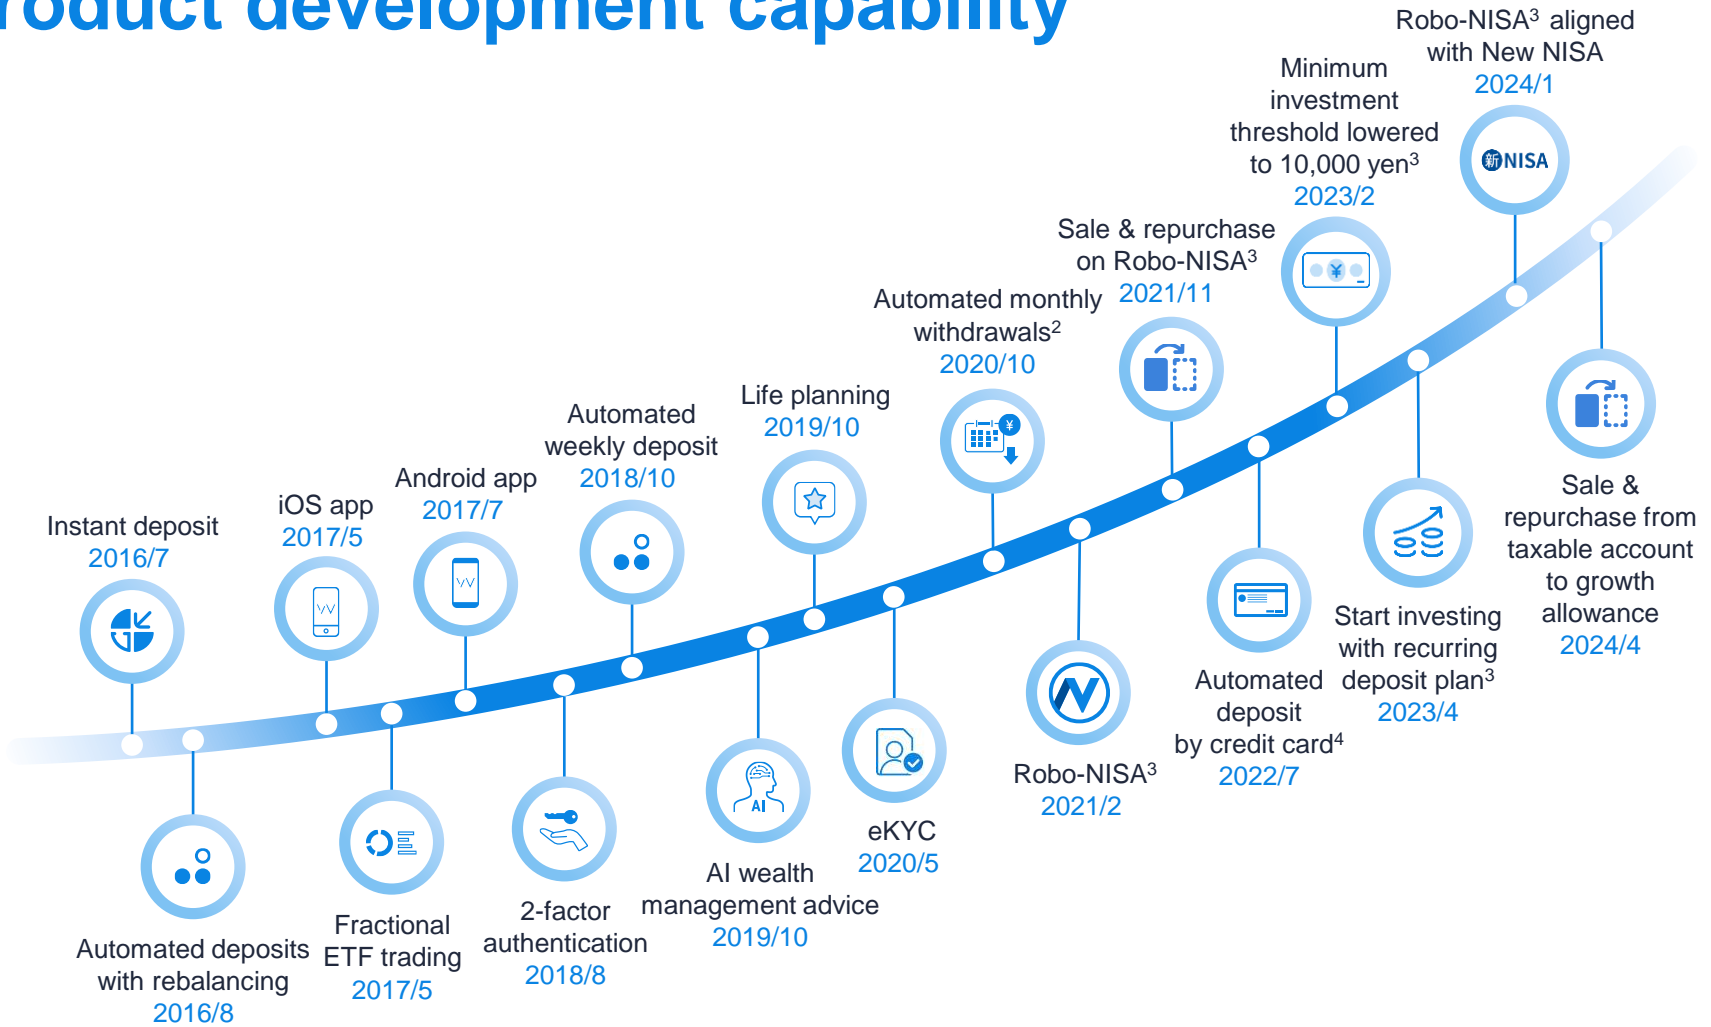 roduct development capability
Instant deposit
2016/7
Automated deposits
with rebalancing
2016/8
iOS app
2017/5
Fractional
ETF trading
2017/5
Android app
2017/7
2-factor
authentication
2018/8
Automated
weekly deposit
2018/10
AI
AI wealth
management advice
2019/10
Life planning
2019/10
eKYC
2020/5
Automated monthly
withdrawals2
2020/10
¥
Robo-NISA3
2021/2
Sale & repurchase
on Robo-NISA3
2021/11
Automated
deposit
by credit card4
2022/7
Minimum
investment
threshold lowered
to 10,000 yen3
2023/2
¥
Start investing
with recurring
deposit plan3
2023/4
Robo-NISA3 aligned
with New NISA
2024/1
新NISA
Sale &
repurchase from
taxable account
to growth
allowance
2024/4